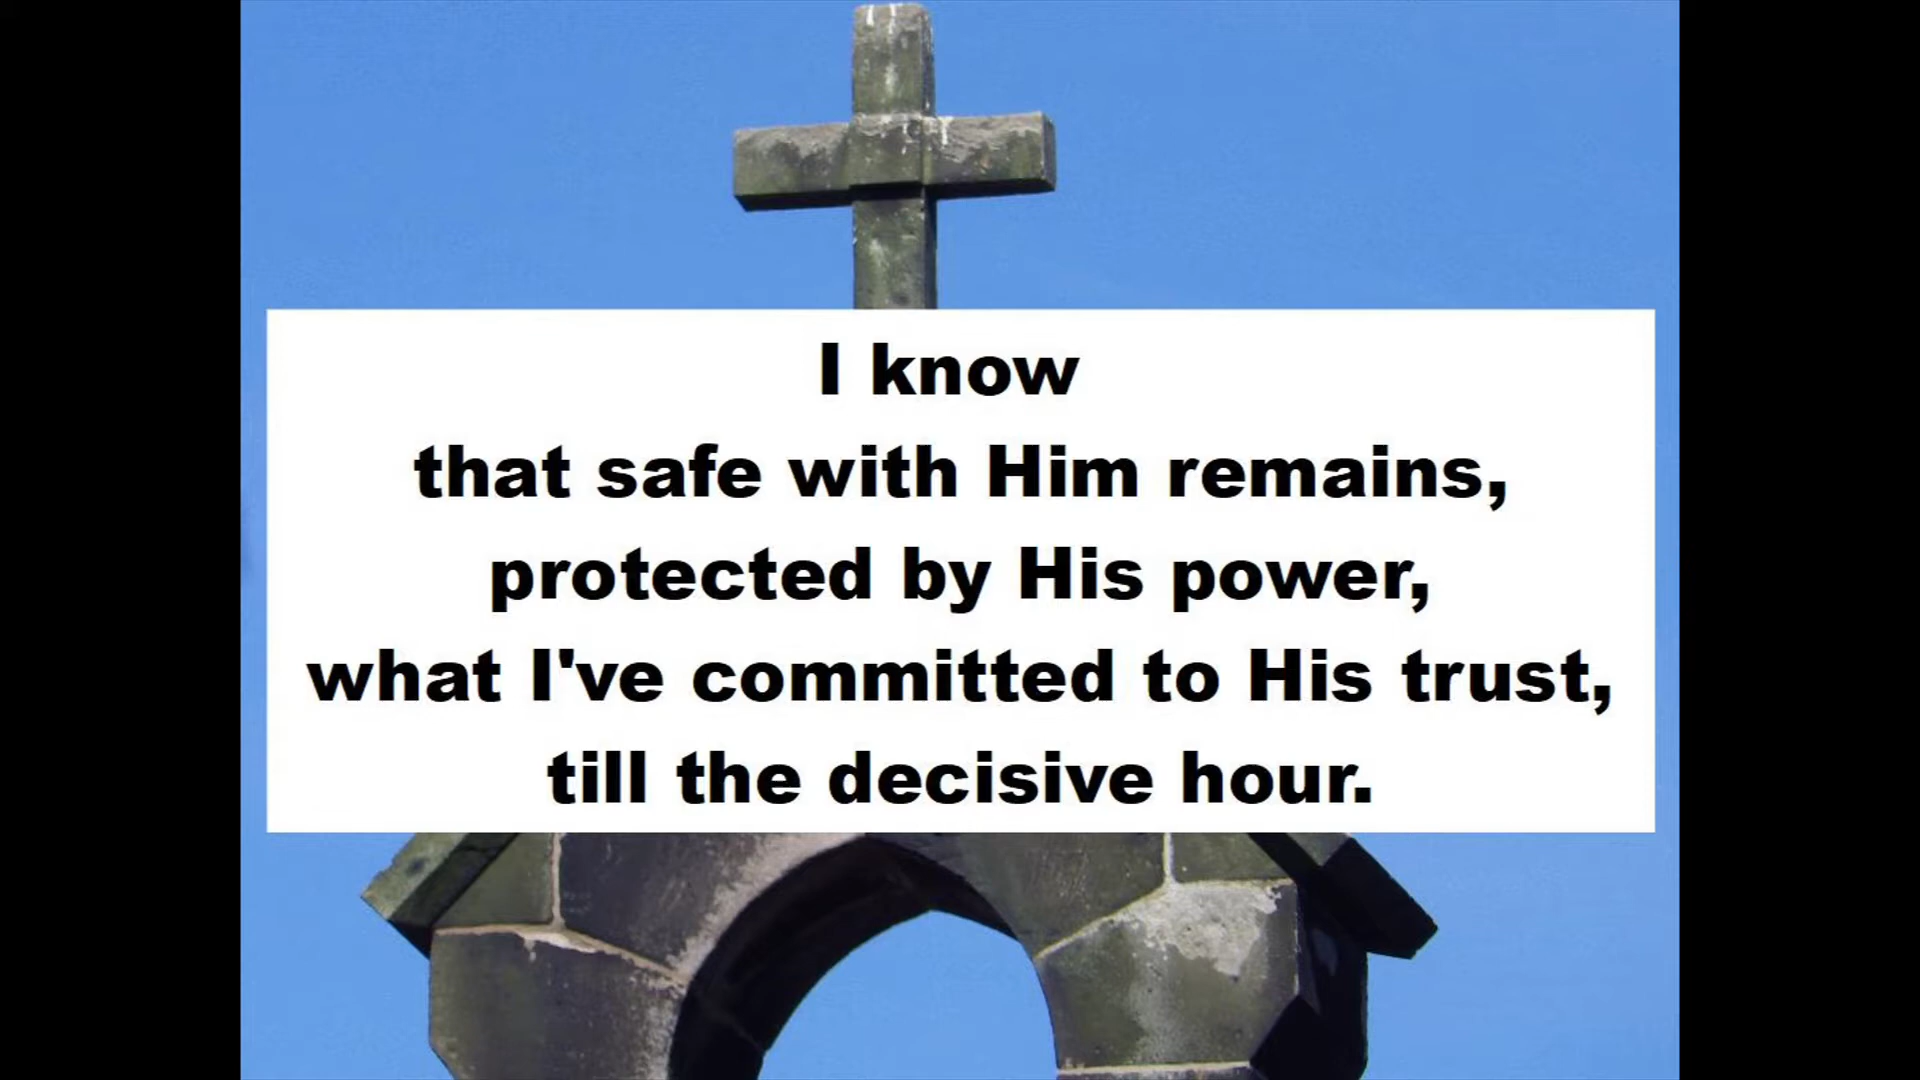 I know
that safe with Him remains,
protected by His power,
what I've committed to His trust,
till the decisive hour.